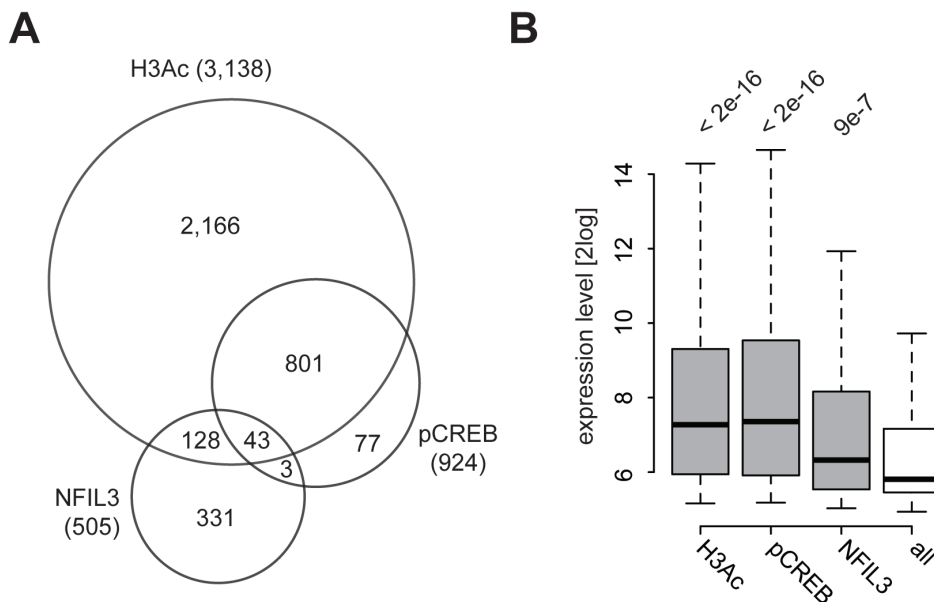 A
H3Ac (3,138)
2,166
801
128
43
3
77
pCREB
(924)
NFIL3
(505)
331
B
< 2e-16
< 2e-16
9e-7
expression level [2log]
14
12
10
8
6
H3Ac
pCREB
NFIL3
all